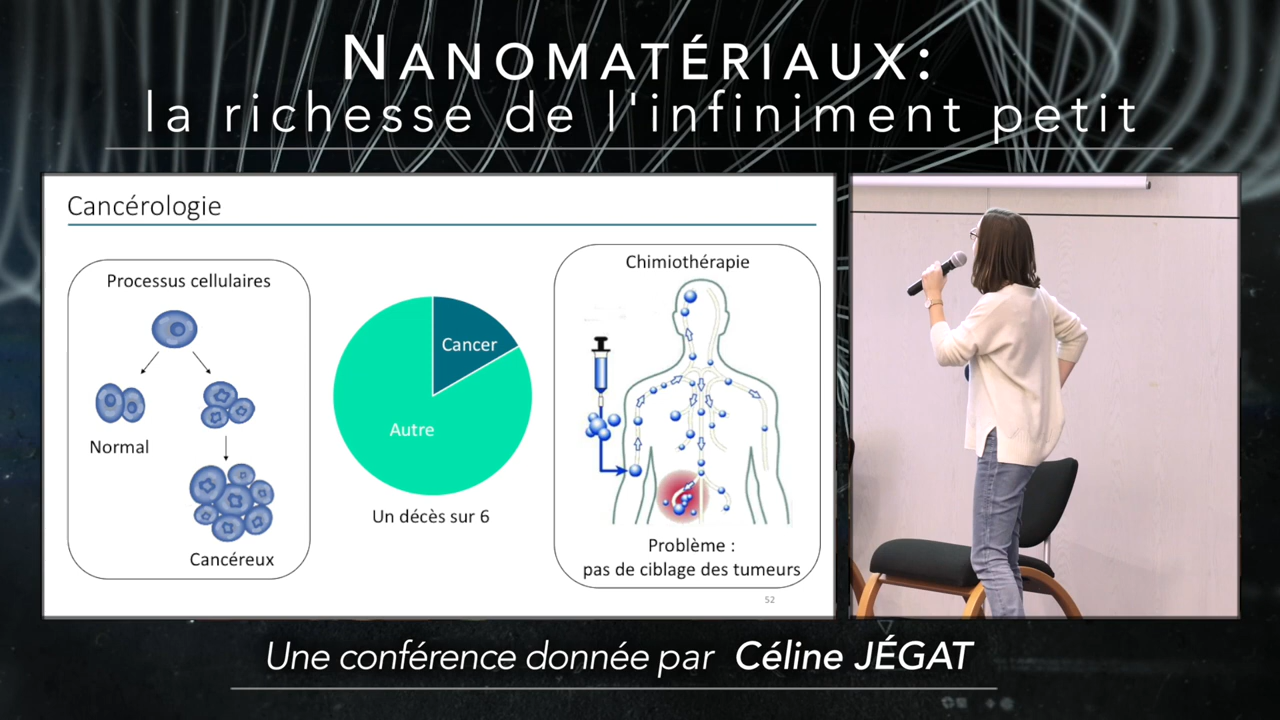 NANOMATÉRIAUX:
la richesse de l'infiniment petit
Cancérologie
Processus cellulaires
Normal
Cancéreux
Cancer
Autre
Un décès sur 6
Chimiothérapie
Problème :
pas de ciblage des tumeurs
52
Une conférence donnée par Céline JÉGAT